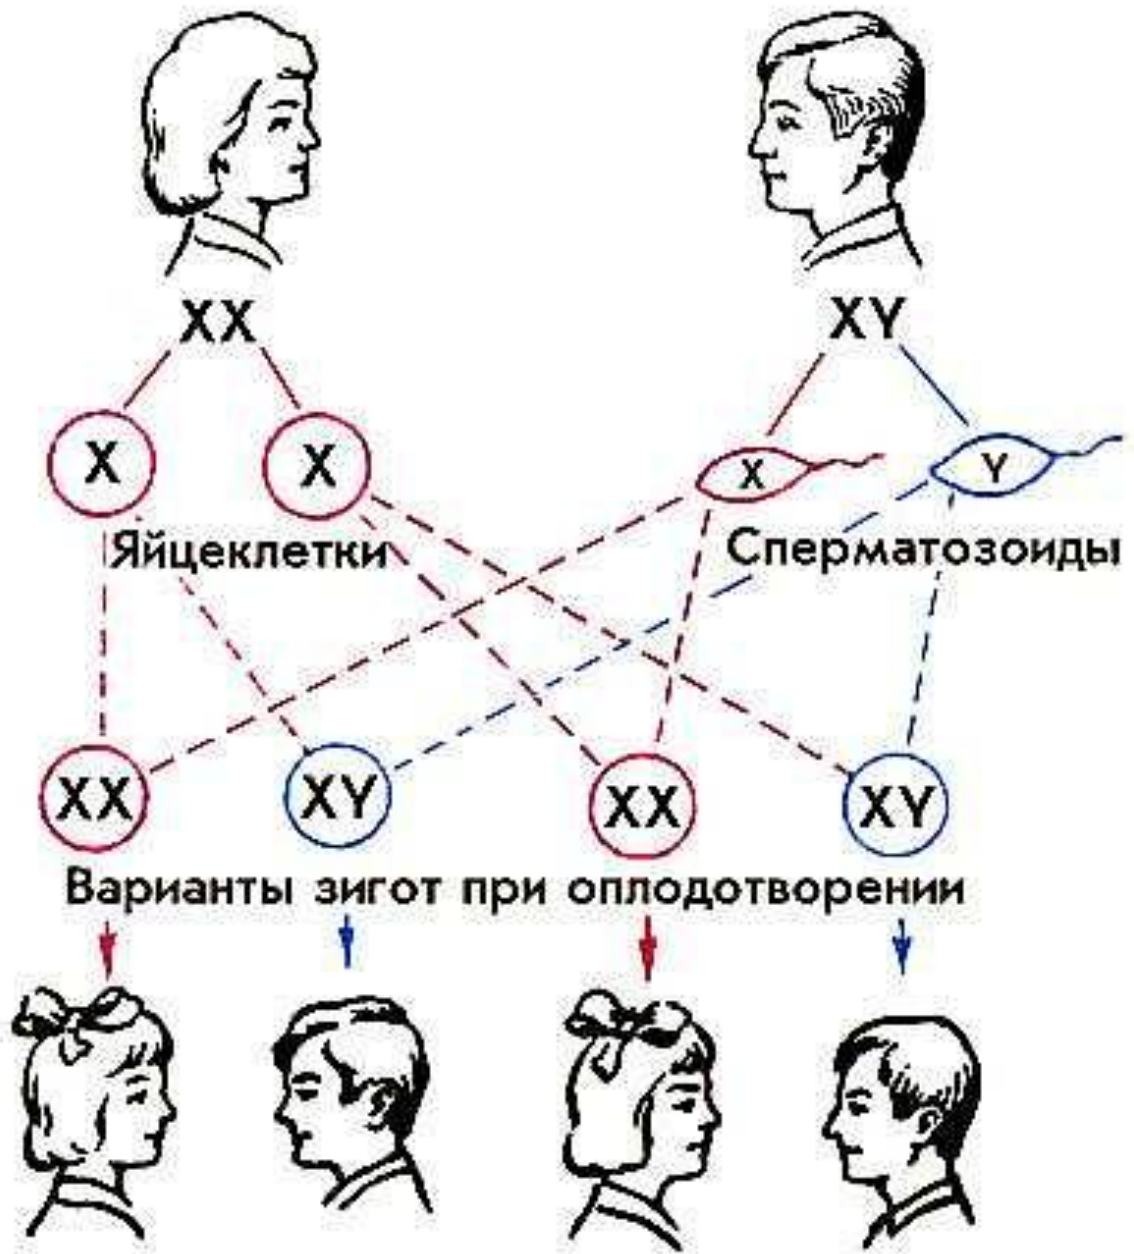 XX XY
X X X Y
Яйцеклетки Сперматозоиды
XX XY XX XY
Варианты зигот при оплодотворении